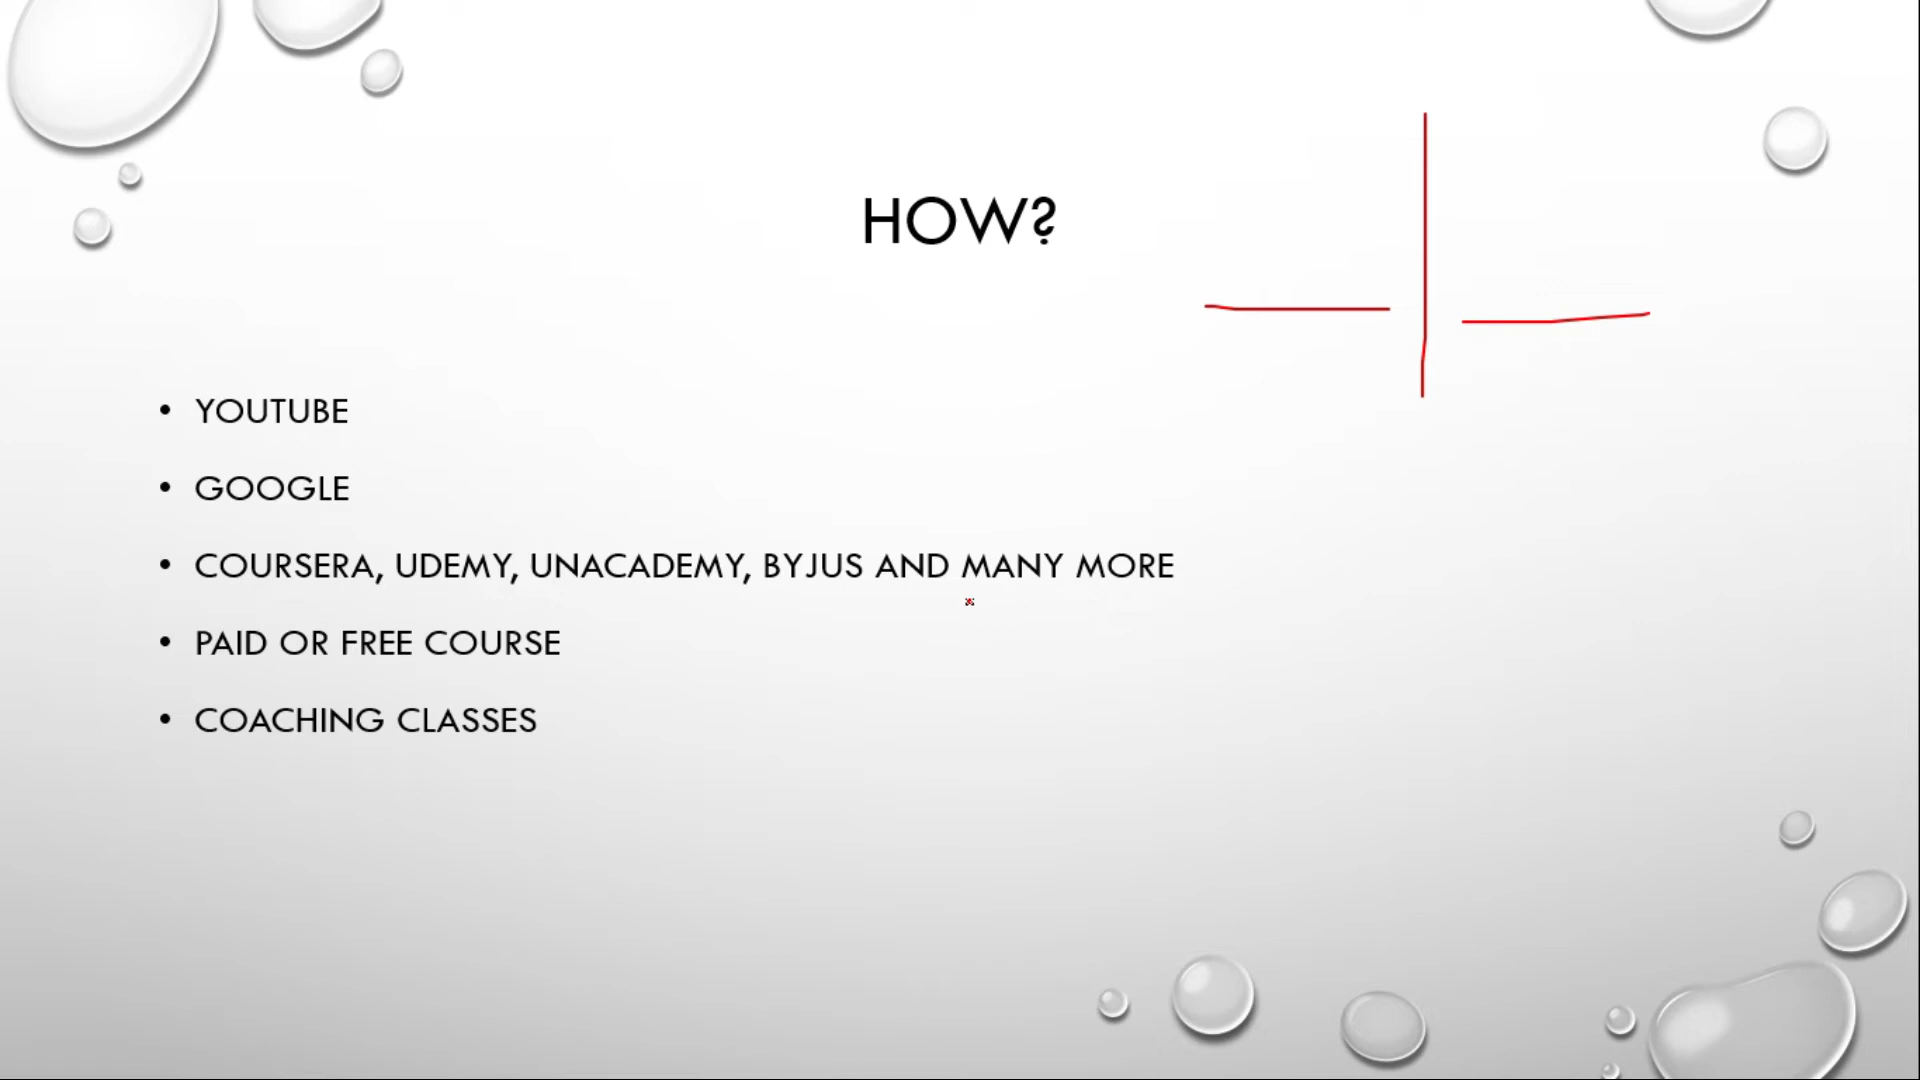 HOW?
• YOUTUBE
• GOOGLE
• COURSERA, UDEMY, UNACADEMY, BYJUS AND MANY MORE
• PAID OR FREE COURSE
• COACHING CLASSES